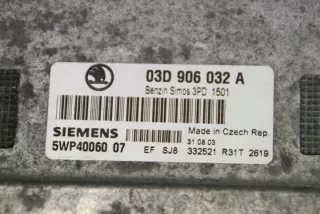 03D 906 032 A
Benzin Simos 3PD 1501
SIEMENS
Made in Czech Rep.
5WP40060 07
31.08.03
EF SJ8 332521 R31T 2619